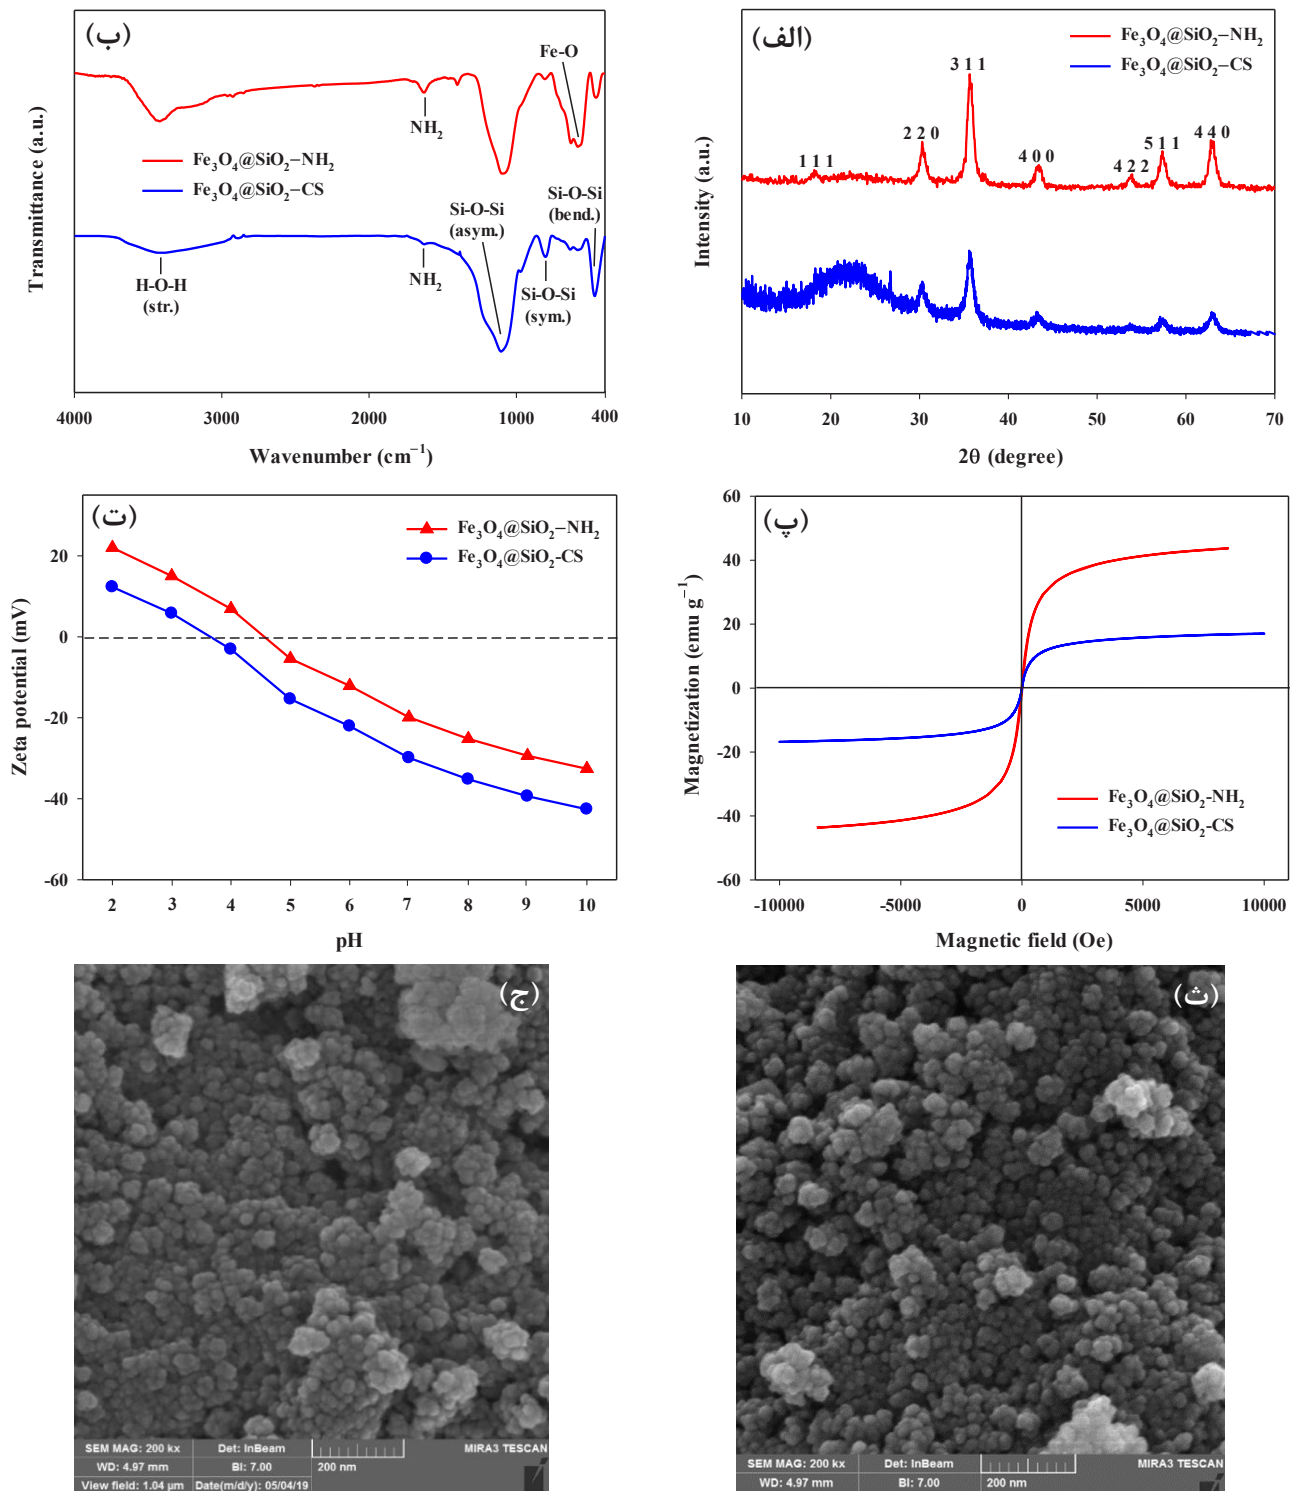 (ب)
Fe-O
NH₂
Fe₃O₄@SiO₂–NH₂
Fe₃O₄@SiO₂–CS
Si-O-Si
(asym.)
Si-O-Si
(bend.)
H-O-H
(str.)
NH₂
Si-O-Si
(sym.)
Transmittance (a.u.)
4000 3000 2000 1000 400
Wavenumber (cm⁻¹)
(الف)
Fe₃O₄@SiO₂–NH₂
Fe₃O₄@SiO₂–CS
1 1 1
2 2 0
3 1 1
4 0 0
4 2 2
5 1 1
4 4 0
Intensity (a.u.)
10 20 30 40 50 60 70
2θ (degree)
(ت)
Fe₃O₄@SiO₂–NH₂
Fe₃O₄@SiO₂-CS
Zeta potential (mV)
20
0
-20
-40
-60
2 3 4 5 6 7 8 9 10
pH
(پ)
Magnetization (emu g⁻¹)
60
40
20
0
-20
-40
-60
Fe₃O₄@SiO₂-NH₂
Fe₃O₄@SiO₂-CS
-10000 -5000 0 5000 10000
Magnetic field (Oe)
(ج)
SEM MAG: 200 kx Det: InBeam MIRA3 TESCAN
WD: 4.97 mm BI: 7.00 200 nm
View field: 1.04 µm Date(m/d/y): 05/04/19
(ث)
SEM MAG: 200 kx Det: InBeam MIRA3 TESCAN
WD: 4.97 mm BI: 7.00 200 nm